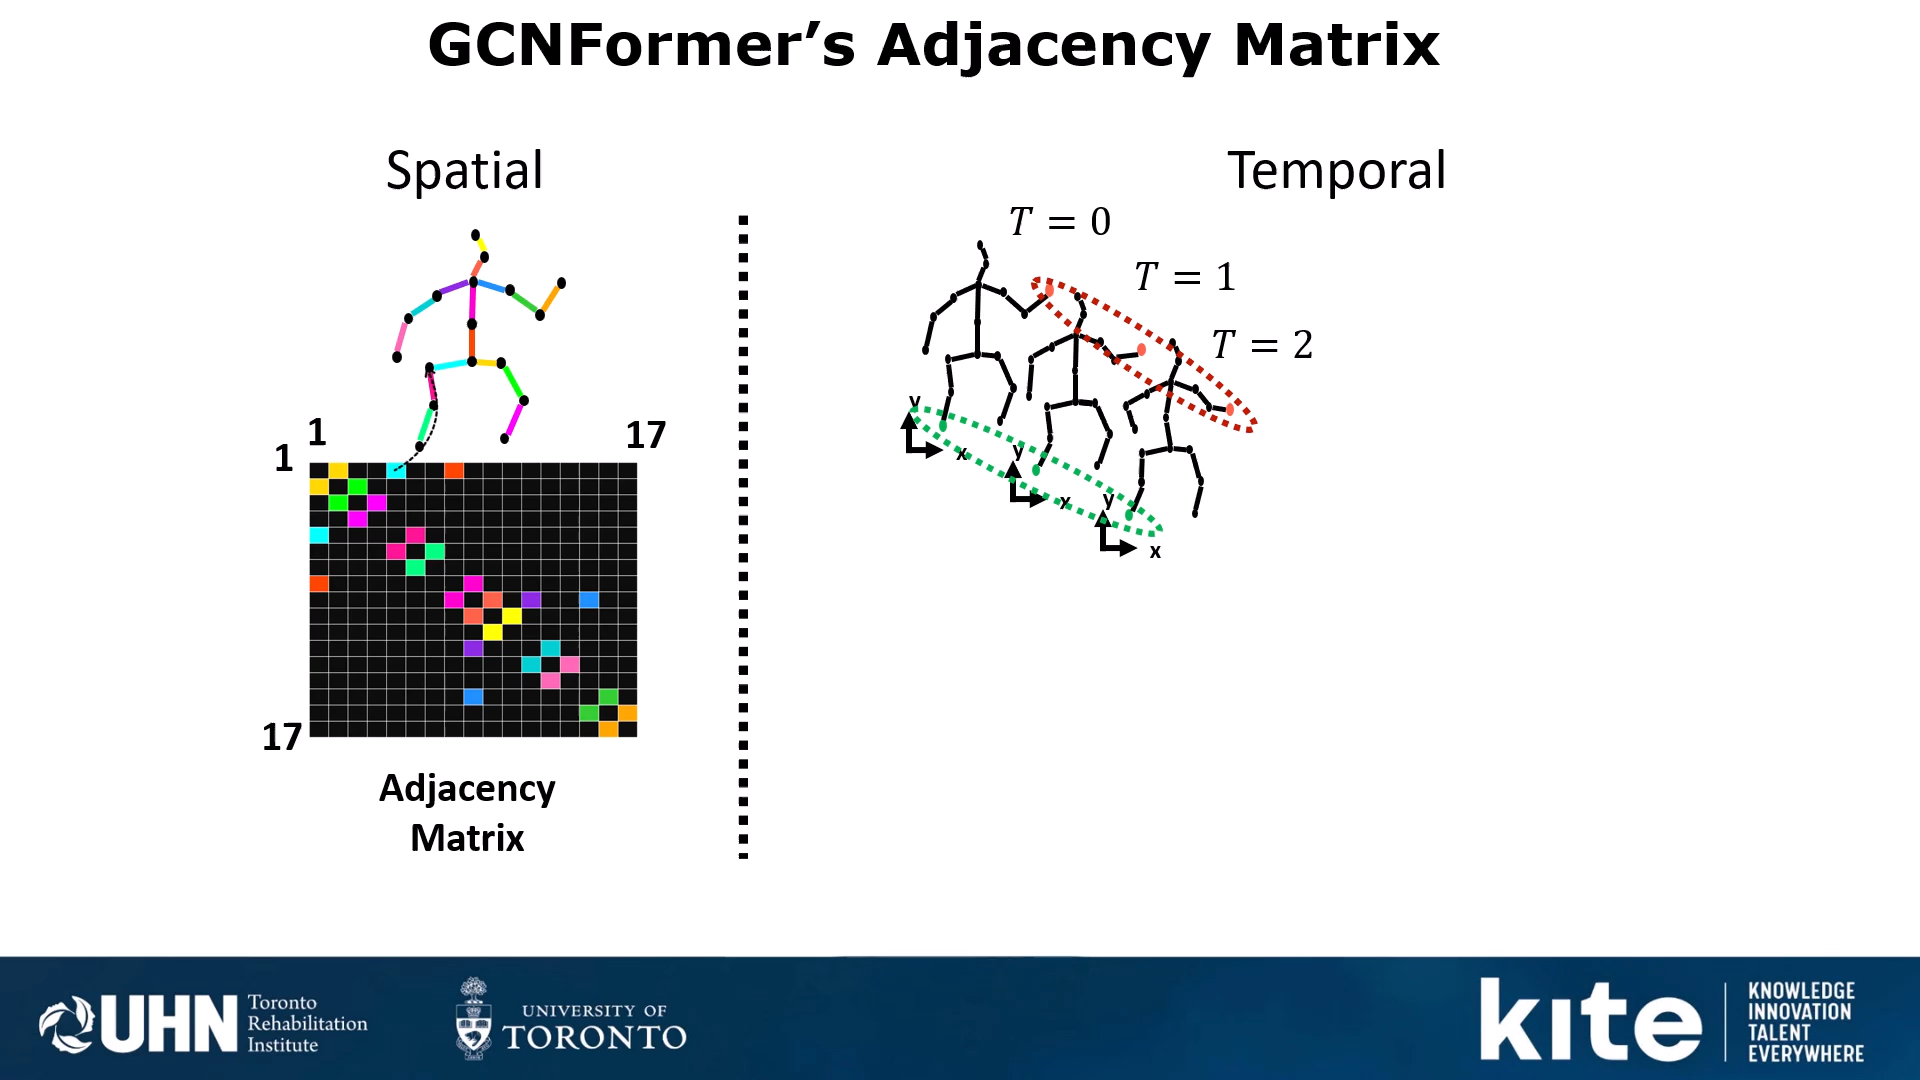 GCNFormer’s Adjacency Matrix
Spatial
Temporal
T = 0
T = 1
T = 2
1
17
1
17
y
x
y
x
y
x
Adjacency
Matrix
UHN
Toronto
Rehabilitation
Institute
UNIVERSITY OF
TORONTO
kite
KNOWLEDGE
INNOVATION
TALENT
EVERYWHERE